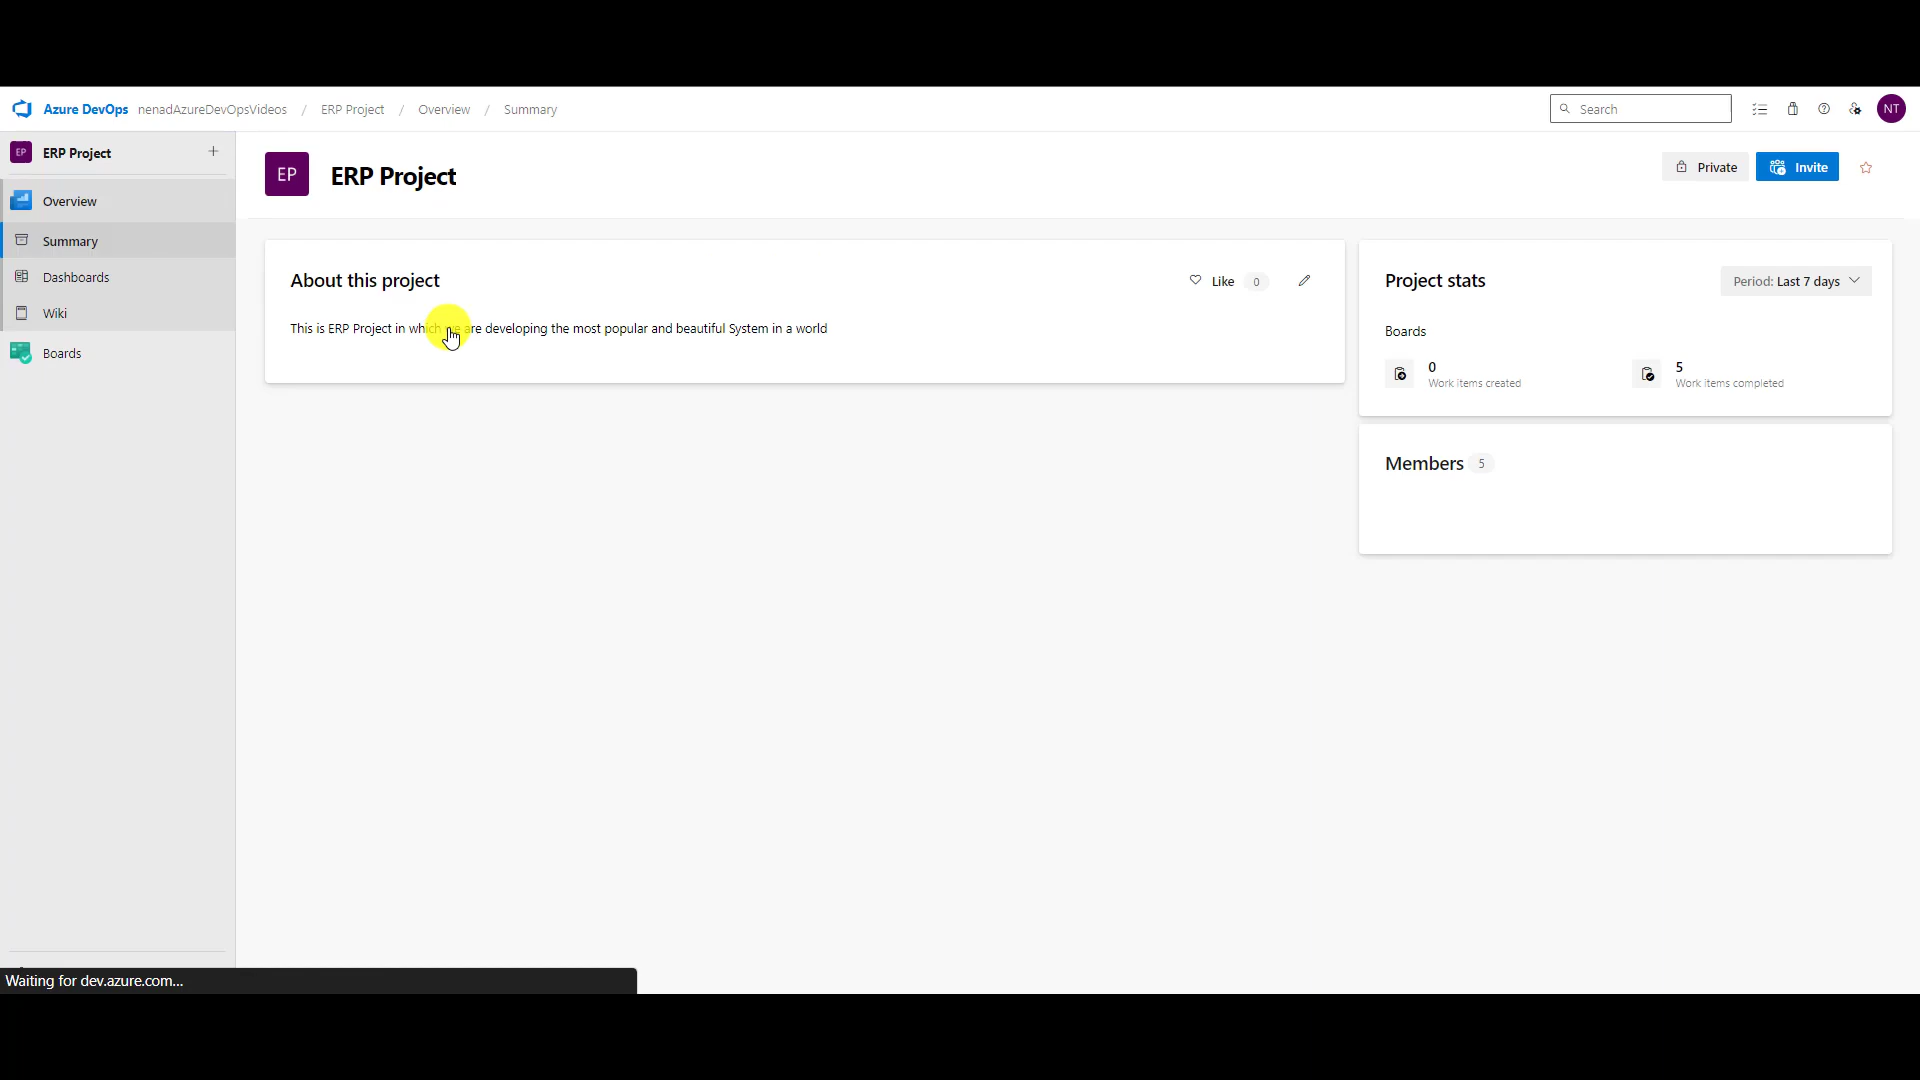 Azure DevOps nenadAzureDevOpsVideos / ERP Project / Overview / Summary
Search
NT
EP ERP Project +
Overview
Summary
Dashboards
Wiki
Boards
EP ERP Project
Private
Invite
About this project
Like 0
This is ERP Project in which we are developing the most popular and beautiful System in a world
Project stats
Period: Last 7 days
Boards
0
Work items created
5
Work items completed
Members 5
Waiting for dev.azure.com...